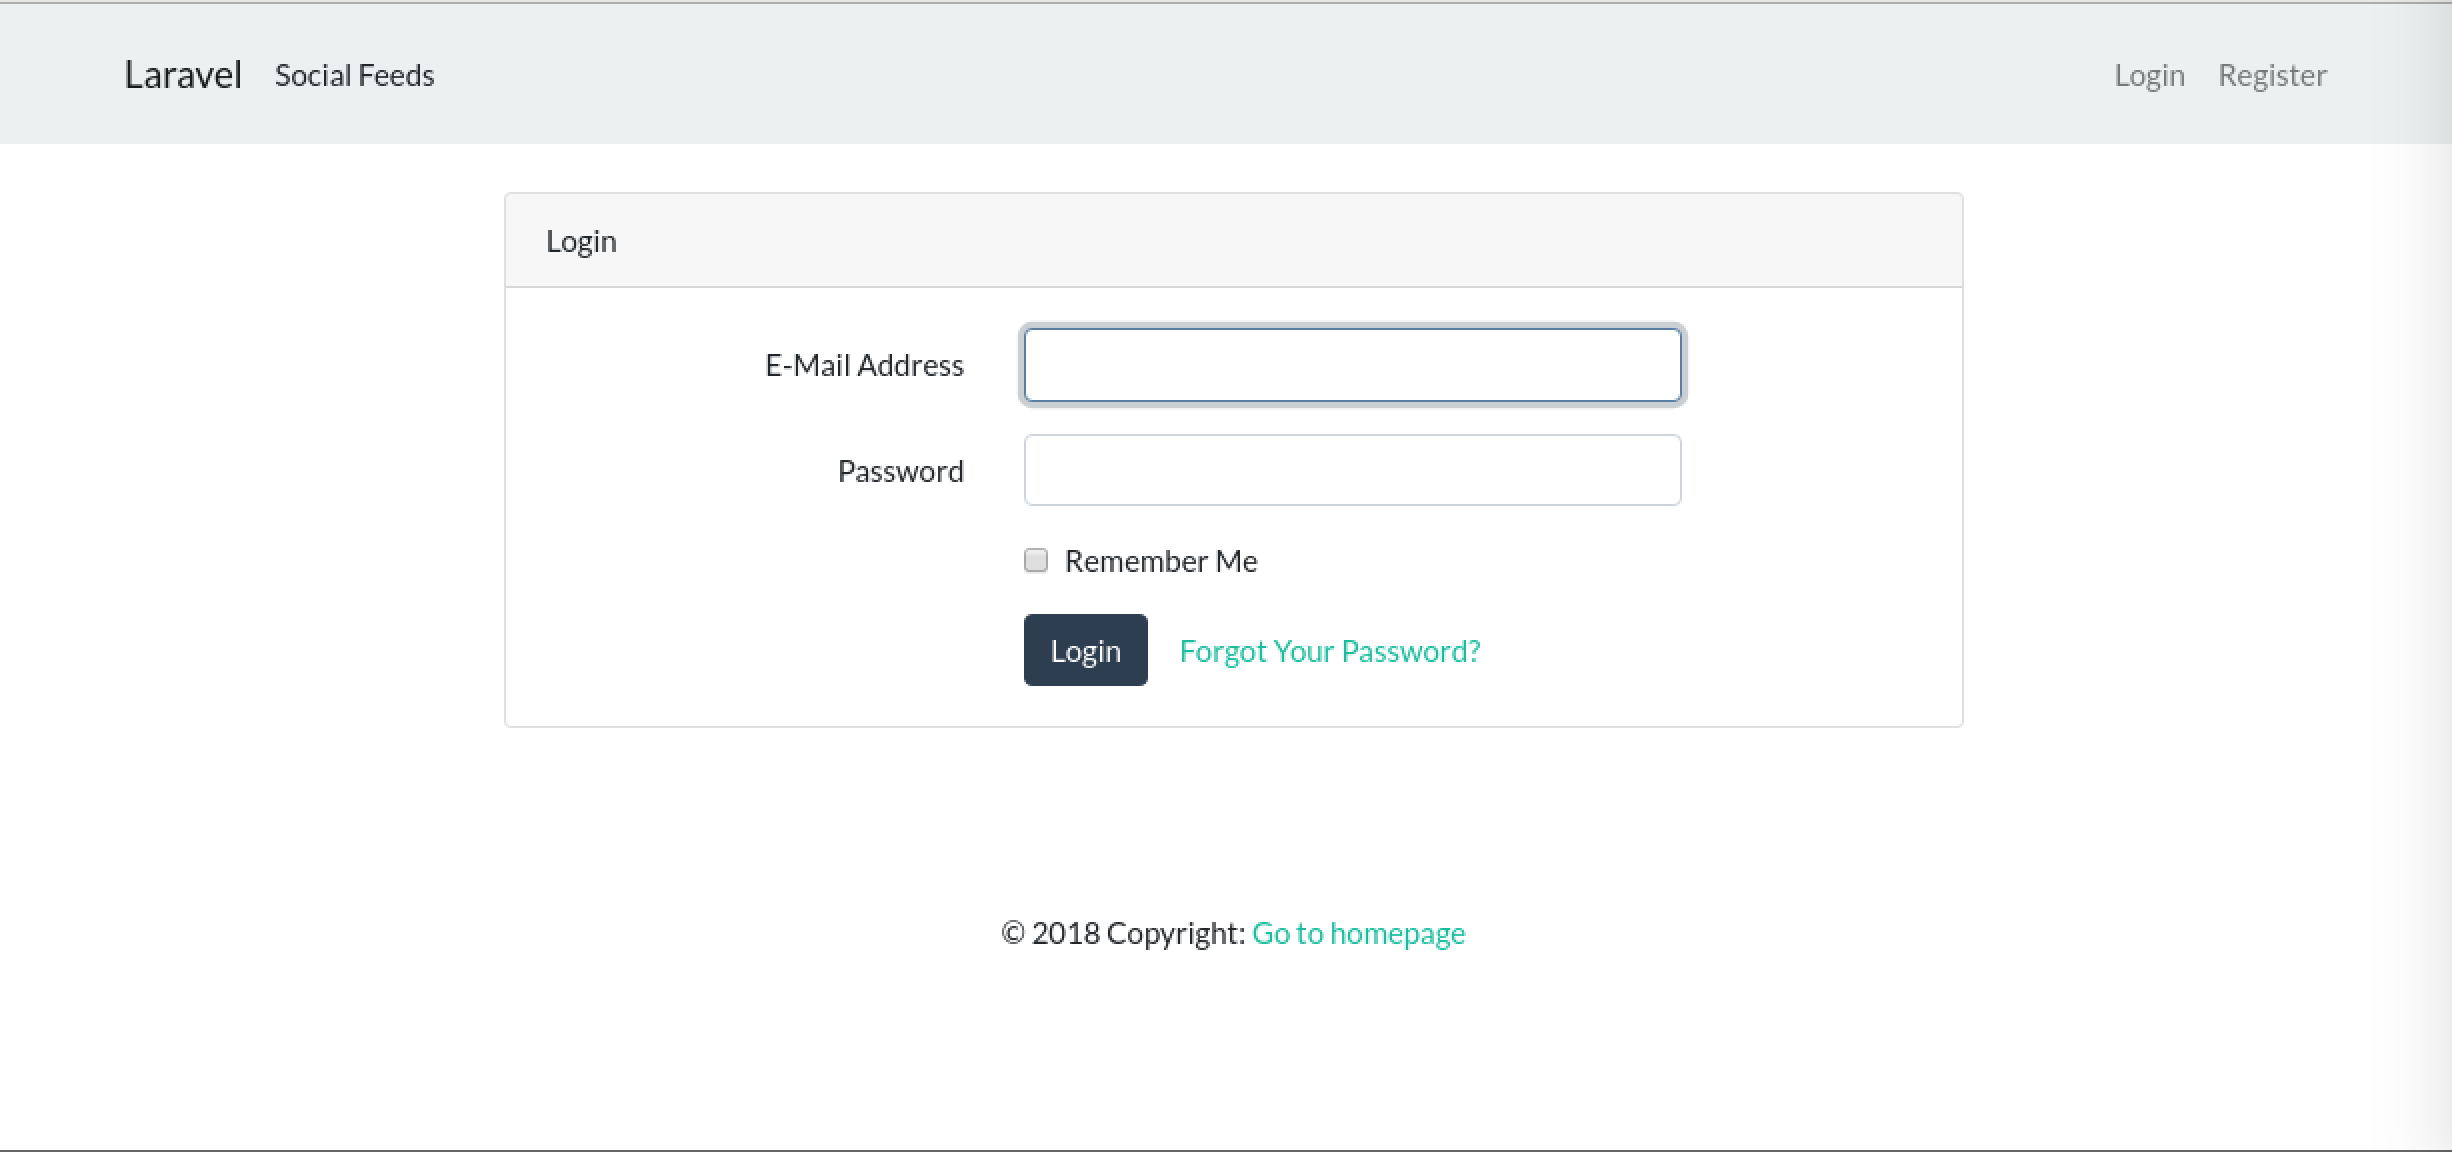 Laravel Social Feeds Login Register
Login
E-Mail Address
Password
Remember Me
Login Forgot Your Password?
© 2018 Copyright: Go to homepage